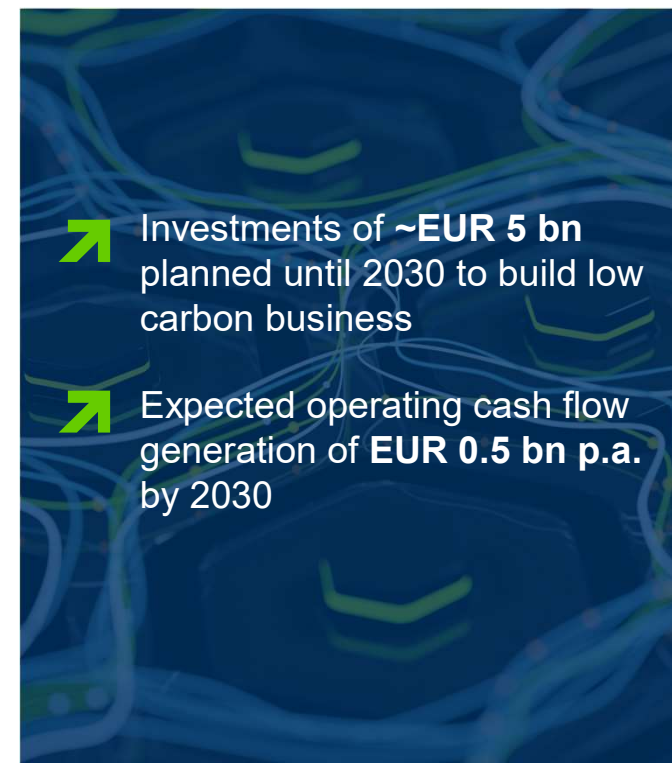 Investments of ~EUR 5 bn
planned until 2030 to build low
carbon business
Expected operating cash flow
generation of EUR 0.5 bn p.a.
by 2030